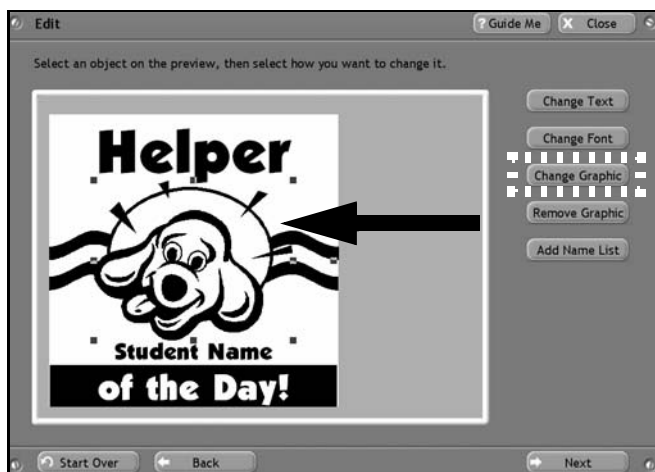 Edit
? Guide Me
X Close
Select an object on the preview, then select how you want to change it.
Change Text
Change Font
Change Graphic
Remove Graphic
Add Name List
Helper
Student Name
of the Day!
Start Over
Back
Next